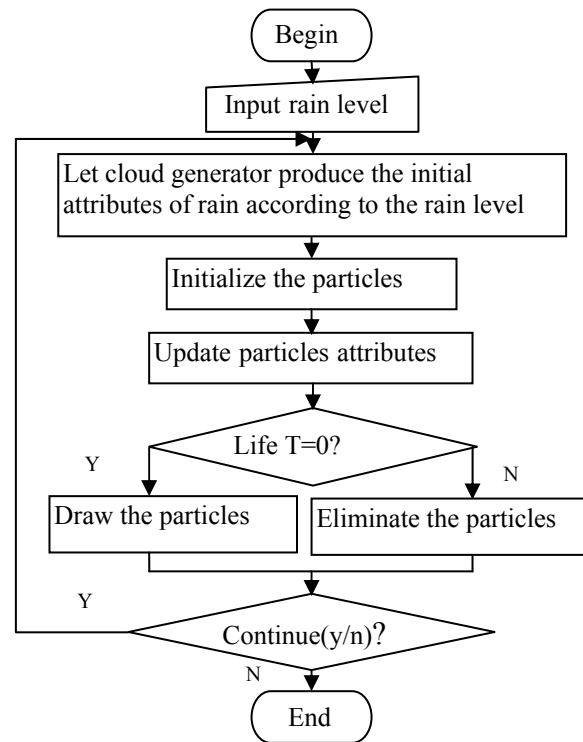 Begin
Input rain level
Let cloud generator produce the initial
attributes of rain according to the rain level
Initialize the particles
Update particles attributes
Life T=0?
Y
N
Draw the particles
Eliminate the particles
Y
Continue(y/n)?
N
End